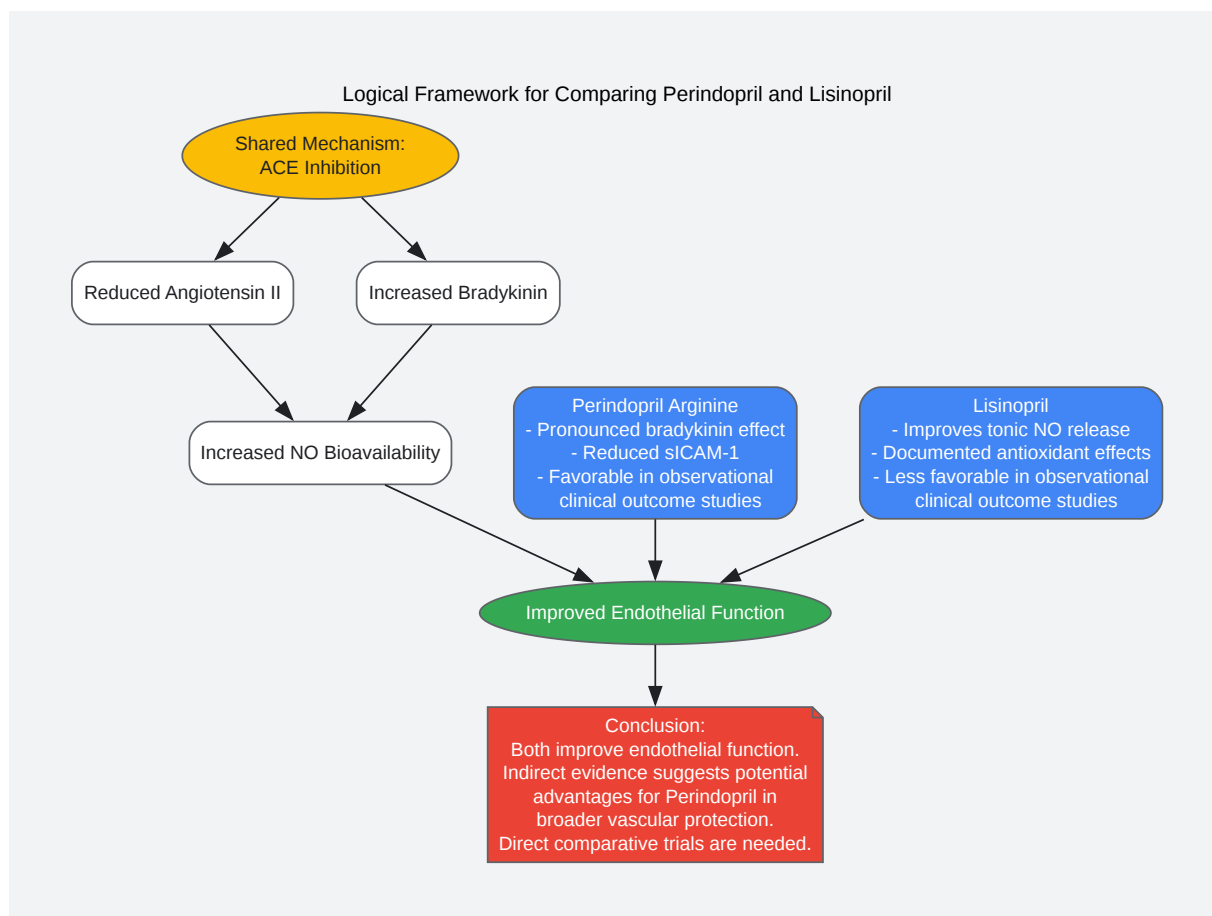 Logical Framework for Comparing Perindopril and Lisinopril
Shared Mechanism:
ACE Inhibition
Reduced Angiotensin II
Increased Bradykinin
Increased NO Bioavailability
Perindopril Arginine
- Pronounced bradykinin effect
- Reduced sICAM-1
- Favorable in observational
clinical outcome studies
Lisinopril
- Improves tonic NO release
- Documented antioxidant effects
- Less favorable in observational
clinical outcome studies
Improved Endothelial Function
Conclusion:
Both improve endothelial function.
Indirect evidence suggests potential
advantages for Perindopril in
broader vascular protection.
Direct comparative trials are needed.